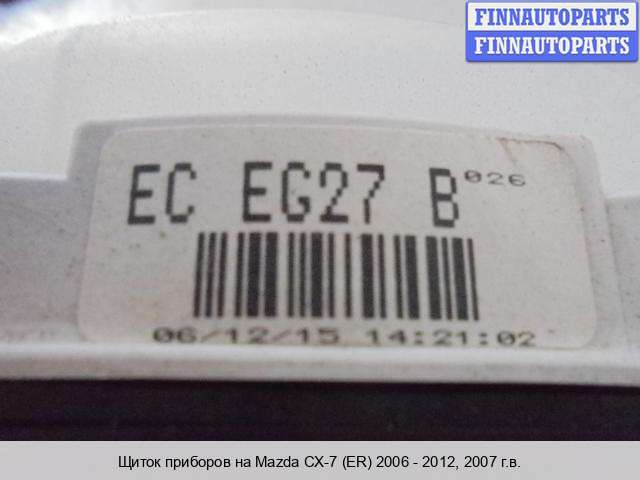 FINNAUTOPARTS
FINNAUTOPARTS
EC EG27 B 026
06/12/15 14:21:02
Щиток приборов на Mazda CX-7 (ER) 2006 - 2012, 2007 г.в.